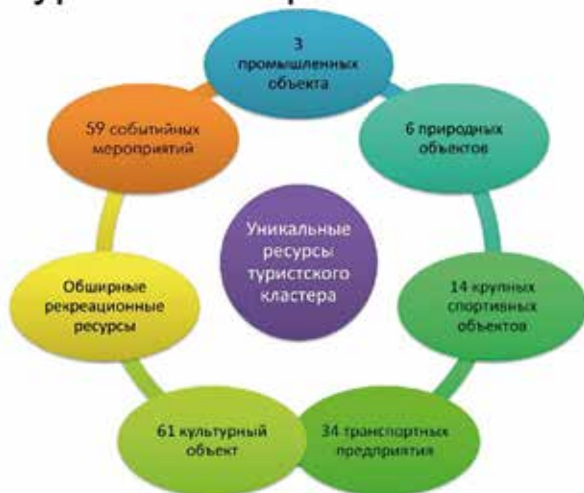 3
промышленных
объекта
6 природных
объектов
14 крупных
спортивных
объектов
34 транспортных
предприятия
61 культурный
объект
Обширные
рекреационные
ресурсы
59 событийных
мероприятий
Уникальные
ресурсы
туристского
кластера